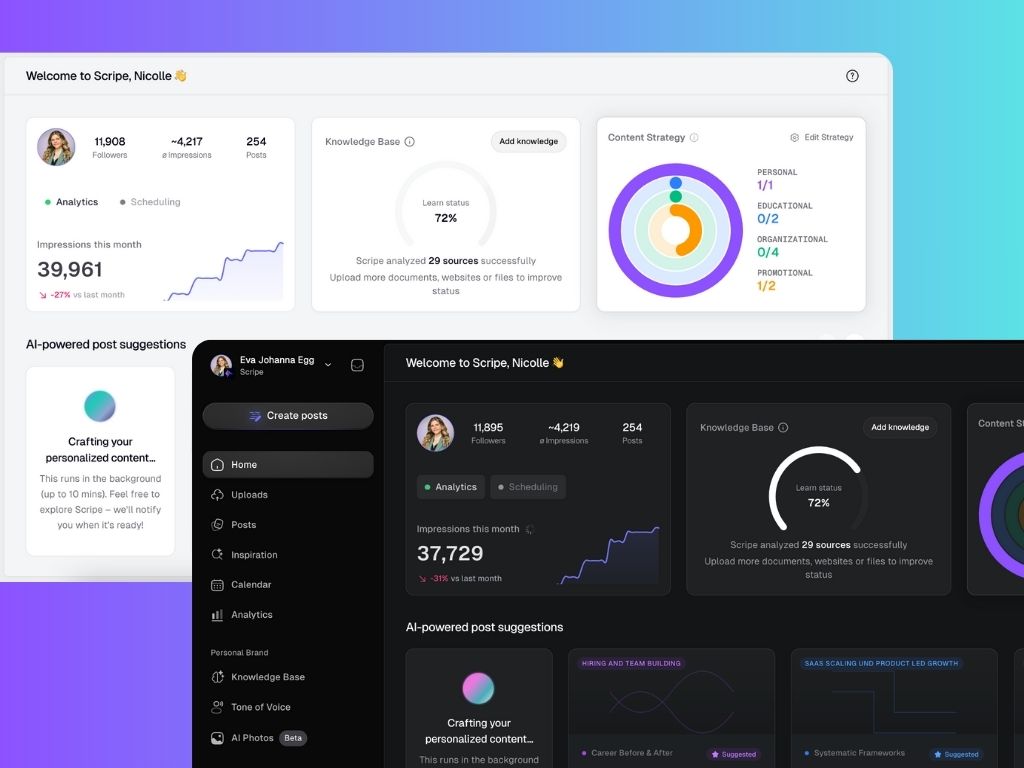 Welcome to Scripe, Nicolle 👋
11,908
Followers
~4,217
ø impressions
254
Posts
Analytics
Scheduling
Impressions this month
39,961
-27% vs last month
Knowledge Base
Add knowledge
Learn status
72%
Scripe analyzed 29 sources successfully
Upload more documents, websites or files to improve
status
Content Strategy
Edit Strategy
PERSONAL
1/1
EDUCATIONAL
0/2
ORGANIZATIONAL
0/4
PROMOTIONAL
1/2
AI-powered post suggestions
Crafting your
personalized content...
This runs in the background
(up to 10 mins). Feel free to
explore Scripe – we'll notify
you when it's ready!
Eva Johanna Egg
Scripe
Create posts
Home
Uploads
Posts
Inspiration
Calendar
Analytics
Personal Brand
Knowledge Base
Tone of Voice
AI Photos Beta
Welcome to Scripe, Nicolle 👋
11,895
Followers
~4,219
ø Impressions
254
Posts
Analytics
Scheduling
Impressions this month
37,729
-31% vs last month
Knowledge Base
Add knowledge
Learn status
72%
Scripe analyzed 29 sources successfully
Upload more documents, websites or files to improve
status
Content St
AI-powered post suggestions
Crafting your
personalized content...
This runs in the background
HIRING AND TEAM BUILDING
Career Before & After
Suggested
SAAS SCALING UND PRODUCT LED GROWTH
Systematic Frameworks
Suggested